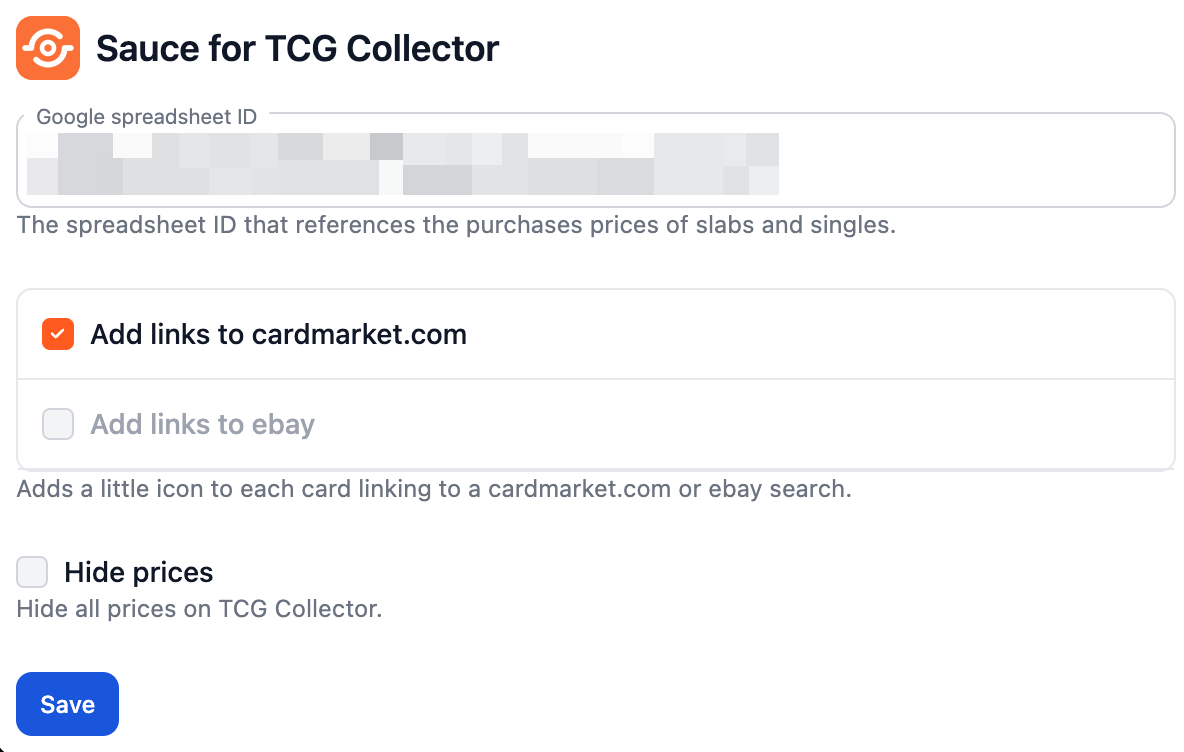 Sauce for TCG Collector
Google spreadsheet ID
The spreadsheet ID that references the purchases prices of slabs and singles.
Add links to cardmarket.com
Add links to ebay
Adds a little icon to each card linking to a cardmarket.com or ebay search.
Hide prices
Hide all prices on TCG Collector.
Save